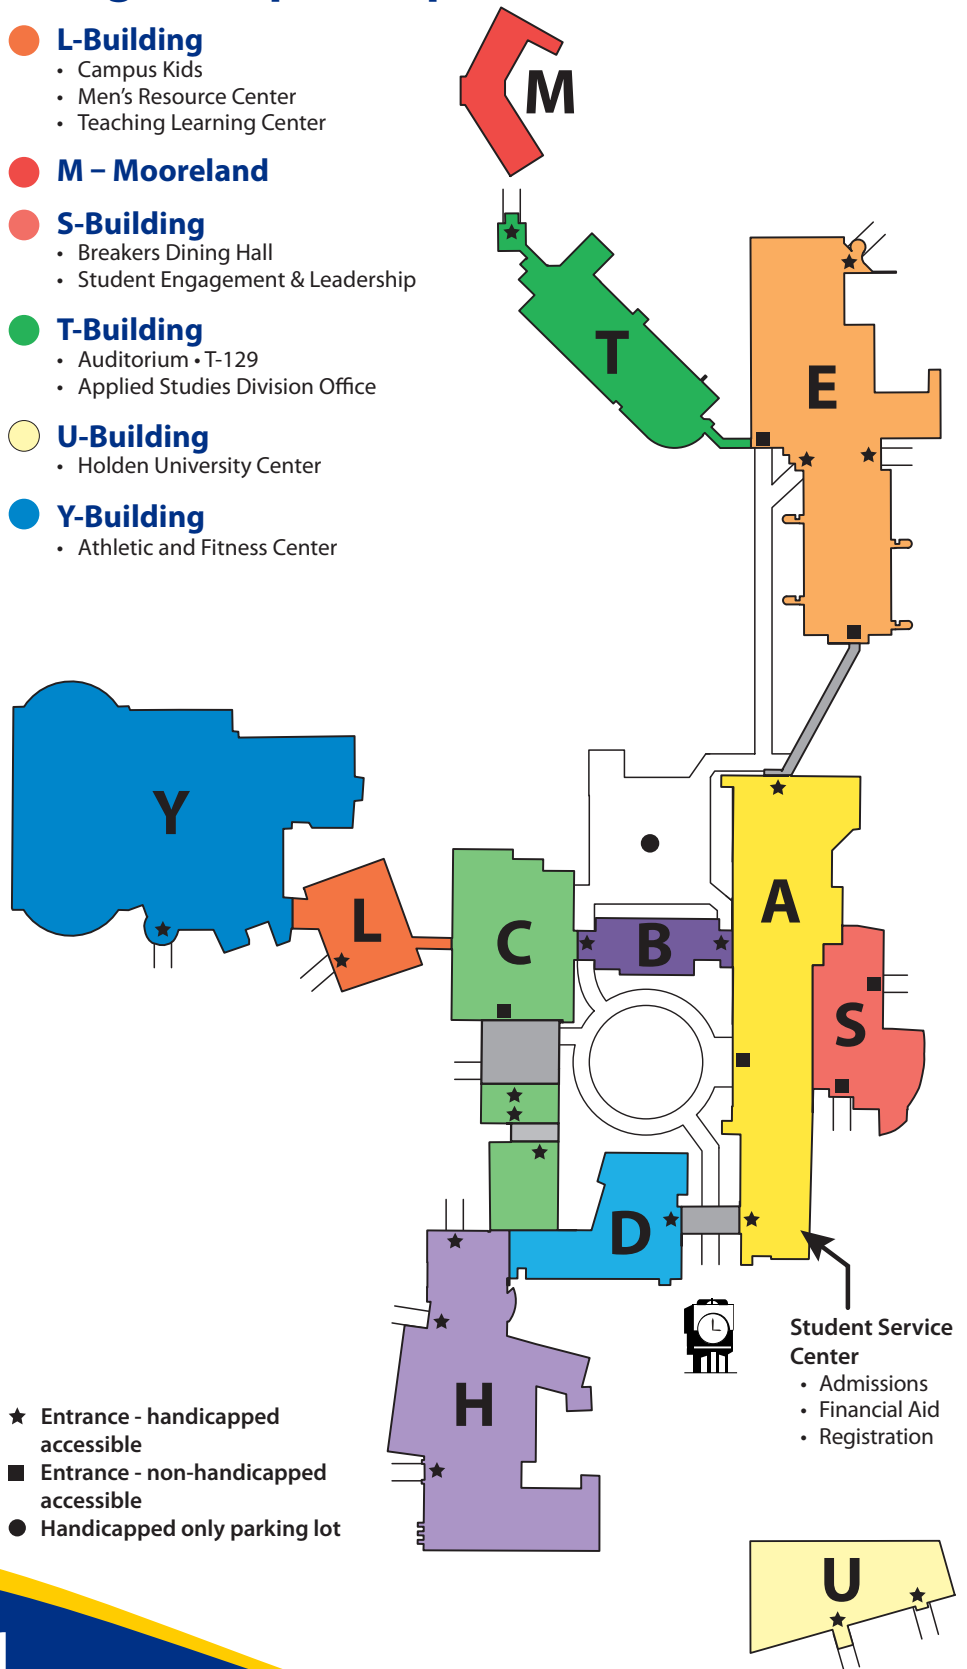 L-Building
• Campus Kids
• Men's Resource Center
• Teaching Learning Center
M – Mooreland
S-Building
• Breakers Dining Hall
• Student Engagement & Leadership
T-Building
• Auditorium • T-129
• Applied Studies Division Office
U-Building
• Holden University Center
Y-Building
• Athletic and Fitness Center
M
T
E
Y
L
C
B
A
S
D
H
U
Student Service
Center
• Admissions
• Financial Aid
• Registration
Entrance - handicapped
accessible
Entrance - non-handicapped
accessible
Handicapped only parking lot